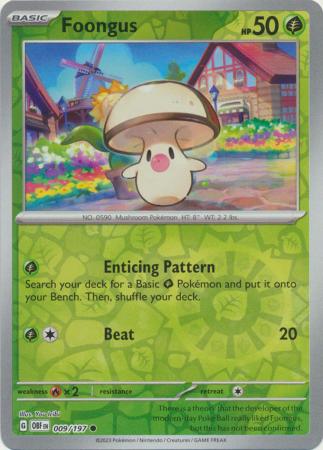 BASIC
Foongus
HP 50
NO. 0590 Mushroom Pokémon HT: 8" WT: 2.2 lbs.
Enticing Pattern
Search your deck for a Basic Pokémon and put it onto
your Bench. Then, shuffle your deck.
Beat 20
weakness ×2 resistance retreat
Illus.
G OBF EN 009/197
There is a theory that the developer of the
modern-day Poké Ball really liked Foongus, but
this has not been confirmed.
©2023 Pokémon / Nintendo / Creatures / GAME FREAK